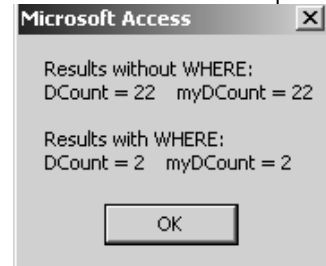 Microsoft Access
Results without WHERE:
DCount = 22 myDCount = 22
Results with WHERE:
DCount = 2 myDCount = 2
OK